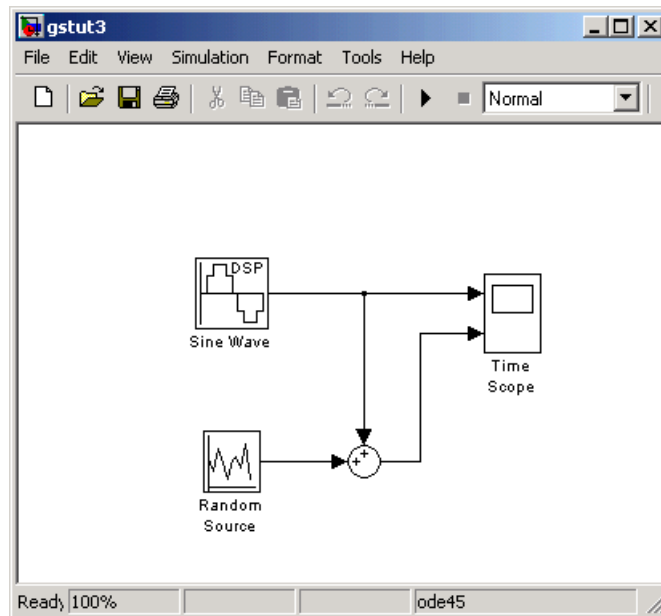 gstut3
File Edit View Simulation Format Tools Help
Normal
DSP
Sine Wave
Time
Scope
+ +
Random
Source
Ready 100% ode45